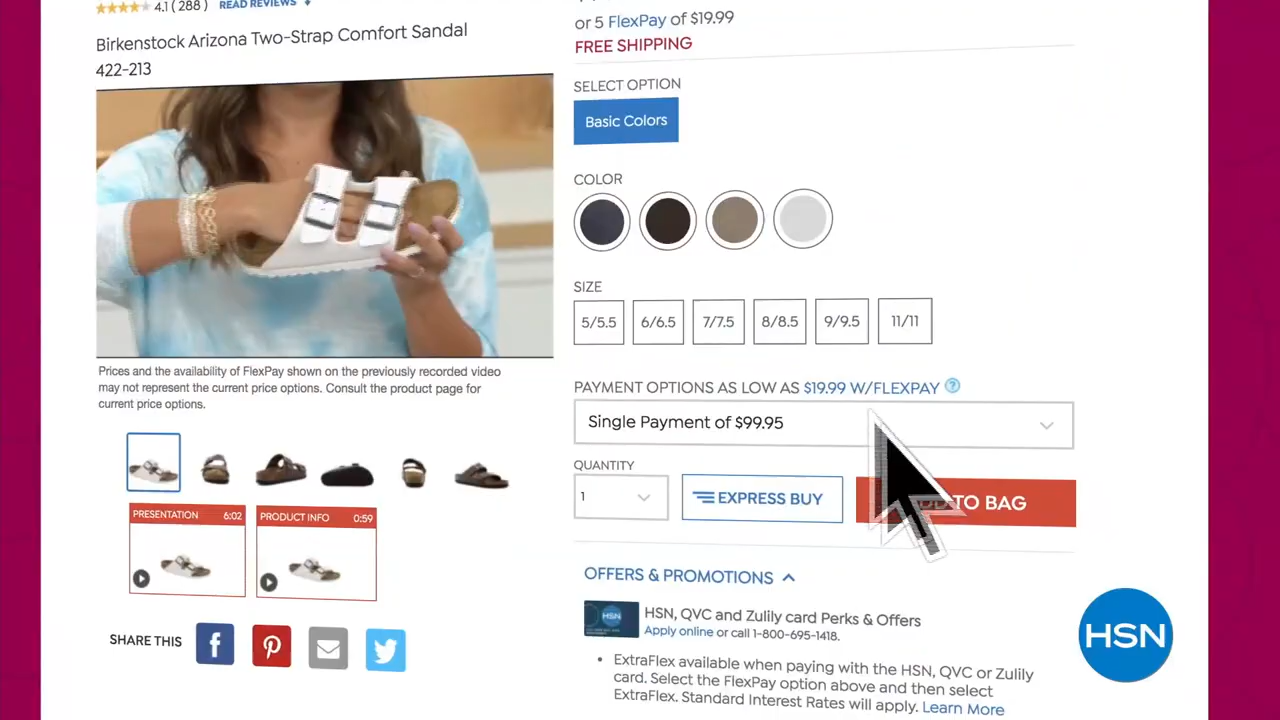 4.1 ( 288 ) READ REVIEWS
Birkenstock Arizona Two-Strap Comfort Sandal
422-213
Prices and the availability of FlexPay shown on the previously recorded video
may not represent the current price options. Consult the product page for
current price options.
PRESENTATION 6:02
PRODUCT INFO 0:59
SHARE THIS
or 5 FlexPay of $19.99
FREE SHIPPING
SELECT OPTION
Basic Colors
COLOR
SIZE
5/5.5 6/6.5 7/7.5 8/8.5 9/9.5 11/11
PAYMENT OPTIONS AS LOW AS $19.99 W/FLEXPAY ?
Single Payment of $99.95
QUANTITY
1
EXPRESS BUY
TO BAG
OFFERS & PROMOTIONS
HSN
HSN, QVC and Zulily card Perks & Offers
Apply online or call 1-800-695-1418.
• ExtraFlex available when paying with the HSN, QVC or Zulily
card. Select the FlexPay option above and then select
ExtraFlex. Standard Interest Rates will apply. Learn More
HSN